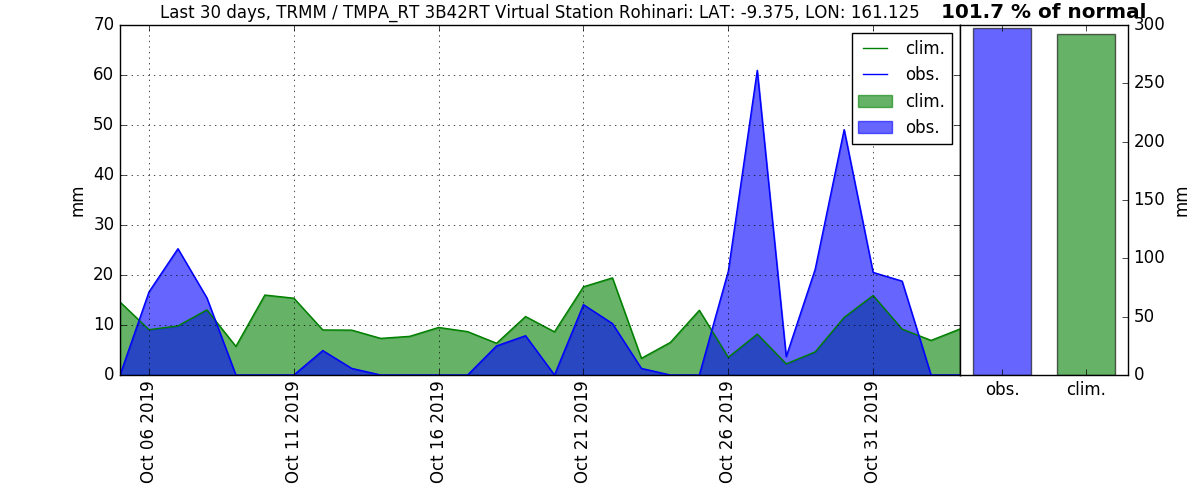 Last 30 days, TRMM / TMPA_RT 3B42RT Virtual Station Rohinari: LAT: -9.375, LON: 161.125
101.7 % of normal
70
60
50
40
30
20
10
0
mm
clim.
obs.
clim.
obs.
Oct 06 2019
Oct 11 2019
Oct 16 2019
Oct 21 2019
Oct 26 2019
Oct 31 2019
300
250
200
150
100
50
0
mm
obs.
clim.